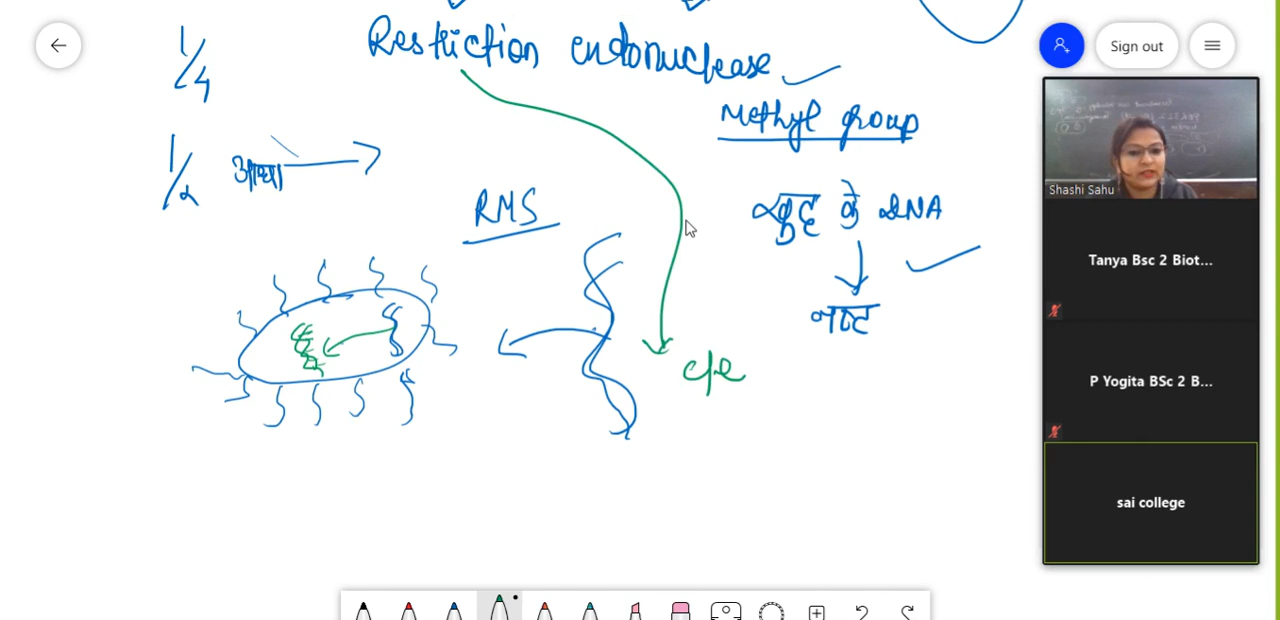 Sign out
1/4
Restriction endonuclease
Methyl group
1/2 आधा
RMS
खुद के DNA
नष्ट
Shashi Sahu
Tanya Bsc 2 Biot...
P Yogita BSc 2 B...
sai college